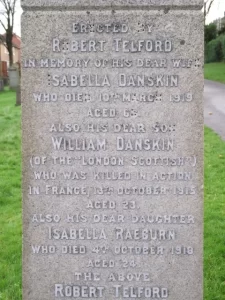 ERECTED BY
ROBERT TELFORD
IN MEMORY OF HIS DEAR WIFE
ISABELLA DANSKIN
WHO DIED 10TH MARCH 1919
AGED
ALSO HIS DEAR SON
WILLIAM DANSKIN
(OF THE "LONDON SCOTTISH")
WHO WAS KILLED IN ACTION
IN FRANCE, 13TH OCTOBER 1915
AGED 23
ALSO HIS DEAR DAUGHTER
ISABELLA RAEBURN
WHO DIED 4TH OCTOBER 1918
AGED 24
THE ABOVE
ROBERT TELFORD